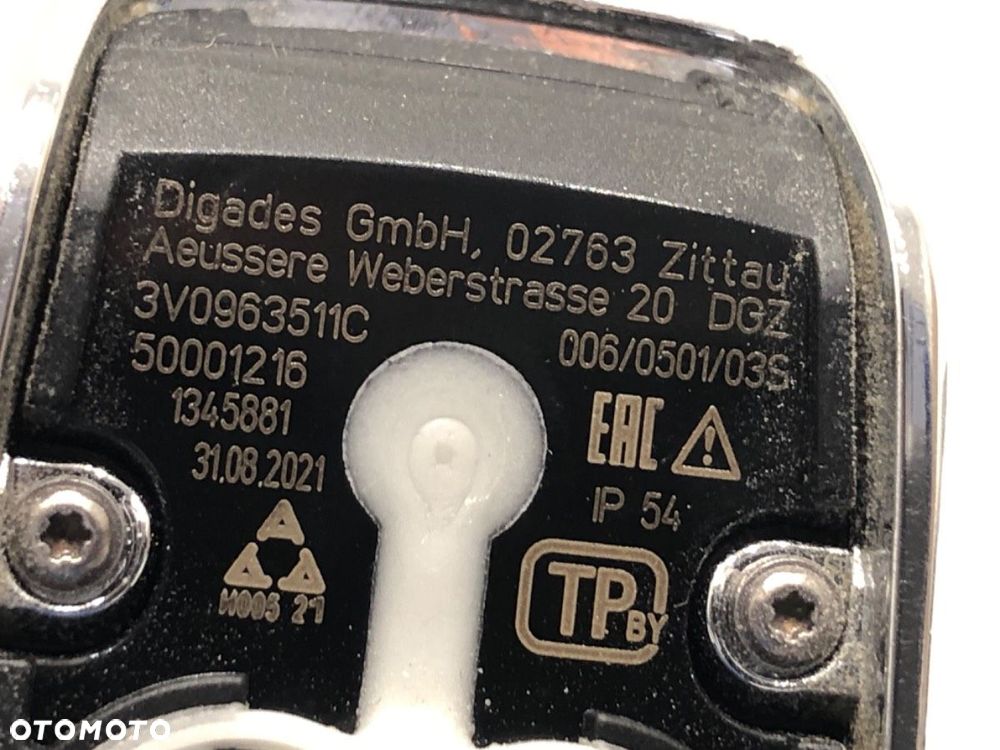 Digades GmbH, 02763 Zittau
Aeussere Weberstrasse 20 DGZ
3V0963511C
006/0501/03S
50001216
1345881
31.08.2021
EAC
IP 54
TP BY
И005 21
OTOMOTO